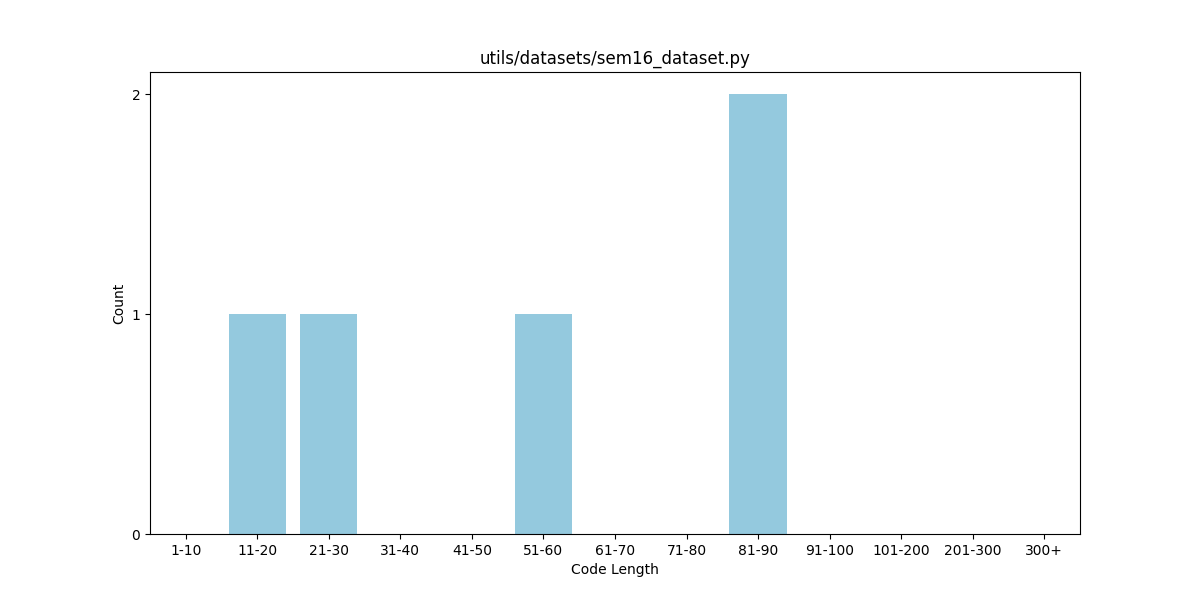 utils/datasets/sem16_dataset.py
2
1
0
Count
1-10 11-20 21-30 31-40 41-50 51-60 61-70 71-80 81-90 91-100 101-200 201-300 300+
Code Length